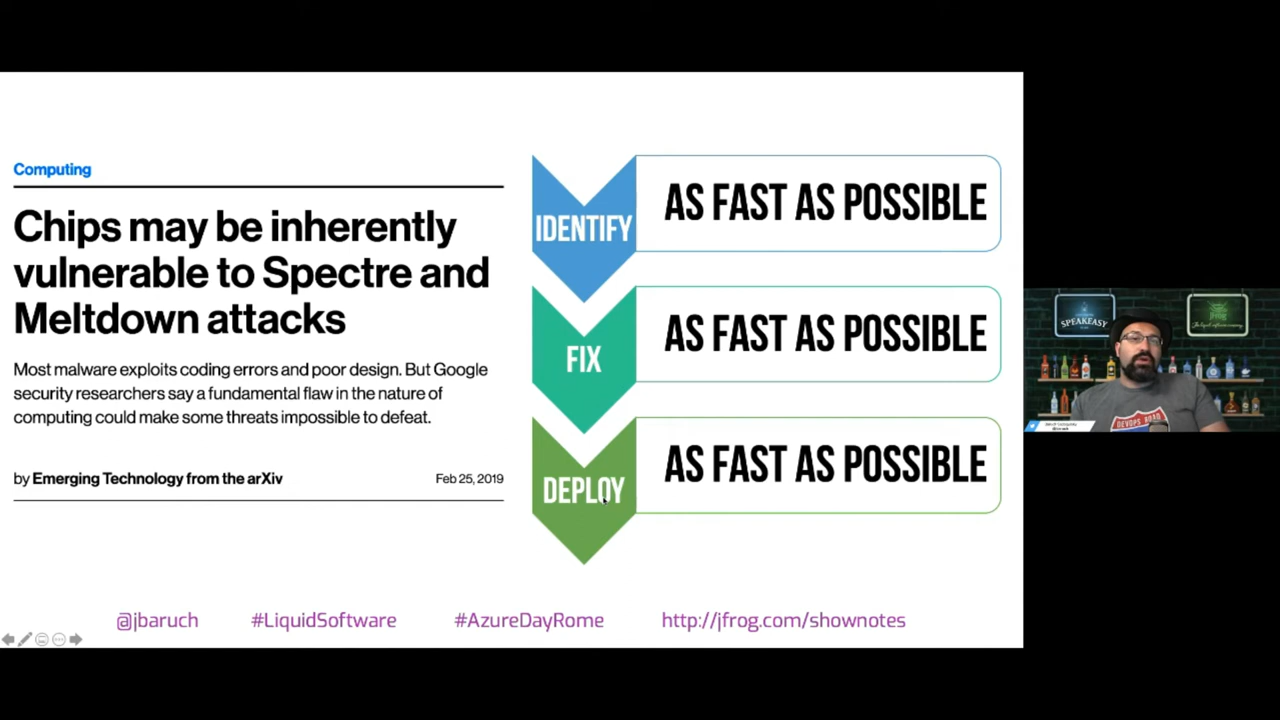 Computing
Chips may be inherently
vulnerable to Spectre and
Meltdown attacks
Most malware exploits coding errors and poor design. But Google
security researchers say a fundamental flaw in the nature of
computing could make some threats impossible to defeat.
by Emerging Technology from the arXiv
Feb 25, 2019
IDENTIFY
AS FAST AS POSSIBLE
FIX
AS FAST AS POSSIBLE
DEPLOY
AS FAST AS POSSIBLE
@jbaruch
#LiquidSoftware
#AzureDayRome
http://jfrog.com/shownotes
SPEAKEASY
JFrog